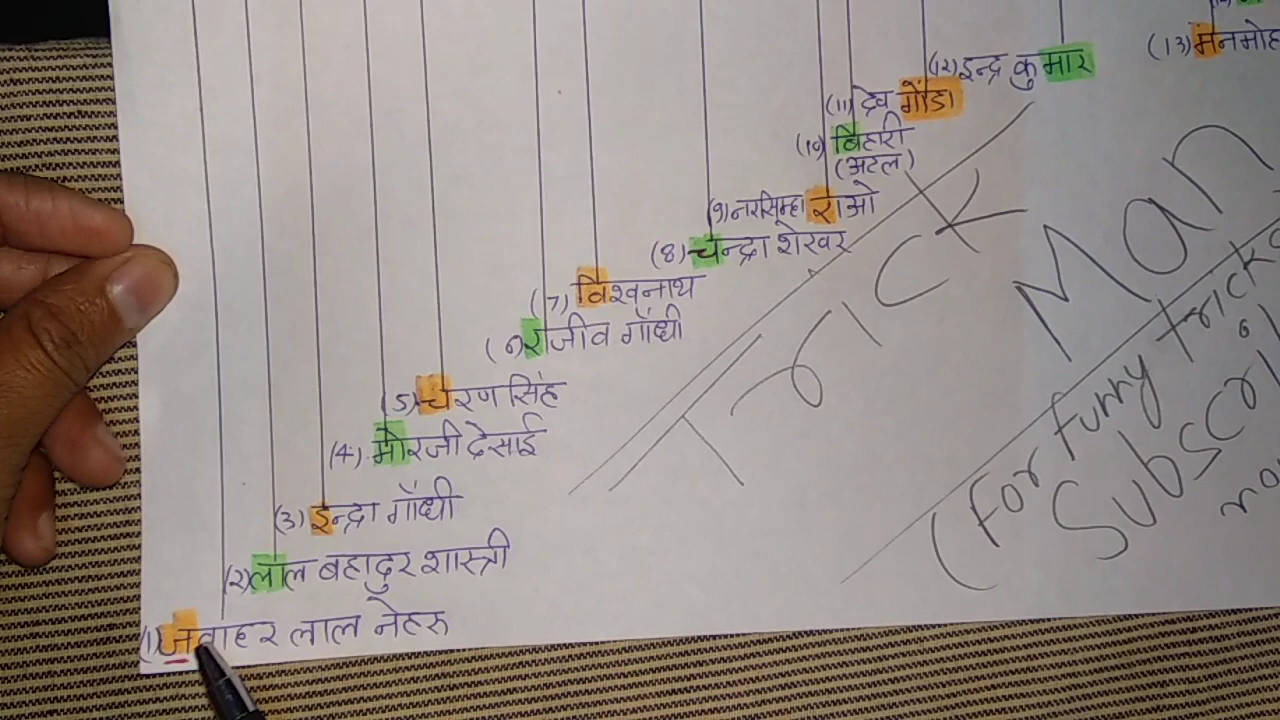 (13) मनमोह
(12) इन्द्र कुमार
(11) देव गौडा
(10) बिहारी
(अटल)
(9) नरसिम्हा राओ
(8) चन्द्रा शेखर
(7) विश्वनाथ
(6) राजीव गाँधी
(5) चरण सिंह
(4) मोरजी देसाई
(3) इन्द्रा गाँधी
(2) लाल बहादुर शास्त्री
(1) जवाहर लाल नेहरु
TRICK
Man
(For funny Tricks
Subscri